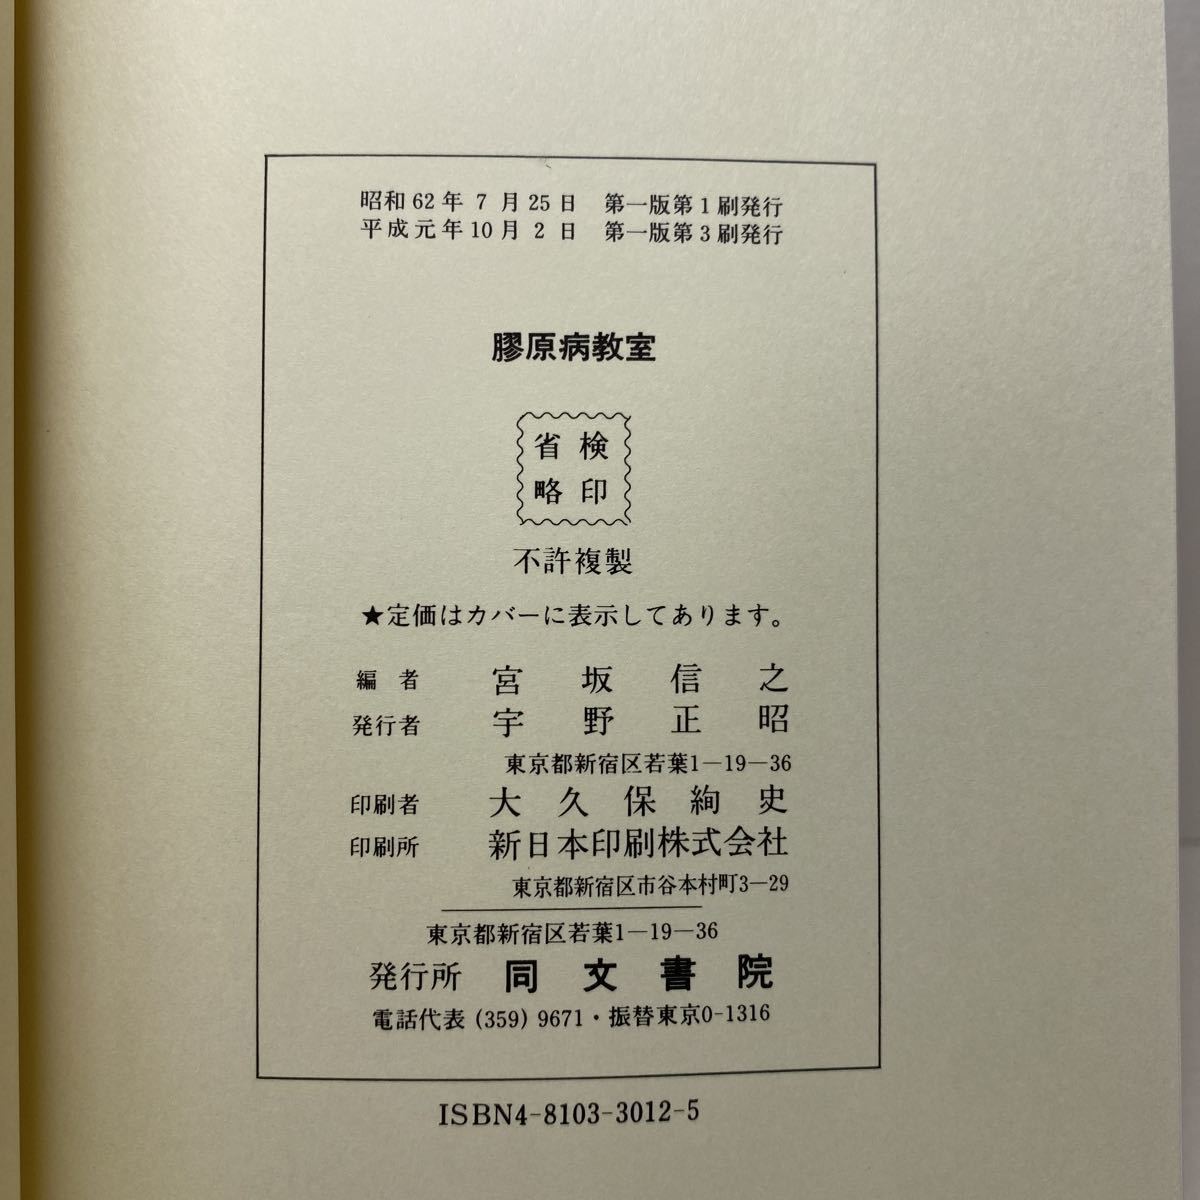 昭和62年7月25日 第一版第1刷発行
平成元年10月2日 第一版第3刷発行
膠原病教室
検印
省略
不許複製
★定価はカバーに表示してあります。
編者 宮坂信之
発行者 宇野正昭
東京都新宿区若葉1―19―36
印刷者 大久保絢史
印刷所 新日本印刷株式会社
東京都新宿区市谷本村町3―29
東京都新宿区若葉1―19―36
発行所 同文書院
電話代表 (359) 9671・振替東京0-1316
ISBN4-8103-3012-5